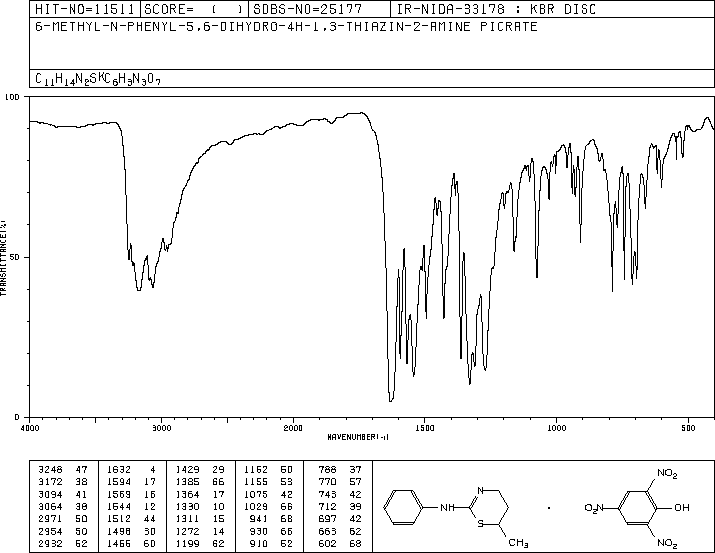 HIT-NO=11511 SCORE= ( ) SDBS-NO=25177 IR-NIDA-33178 : KBR DISC
6-METHYL-N-PHENYL-5,6-DIHYDRO-4H-1,3-THIAZIN-2-AMINE PICRATE
C₁₁H₁₄N₂SKC₆H₃N₃O₇
100
50
0
TRANSMITTANCE(%)
4000 3000 2000 1500 1000 500
WAVENUMBER(-1)
3248 47 1632 4 1429 29 1162 50 788 37
3172 38 1594 17 1385 66 1155 53 770 57
3094 41 1569 16 1364 17 1075 42 743 42
3064 38 1544 12 1330 10 1029 66 712 39
2971 50 1512 44 1311 15 941 68 697 42
2954 50 1498 30 1272 14 930 66 663 62
2932 52 1466 60 1199 62 910 52 602 68
NH N S CH₃ · NO₂ O₂N OH NO₂